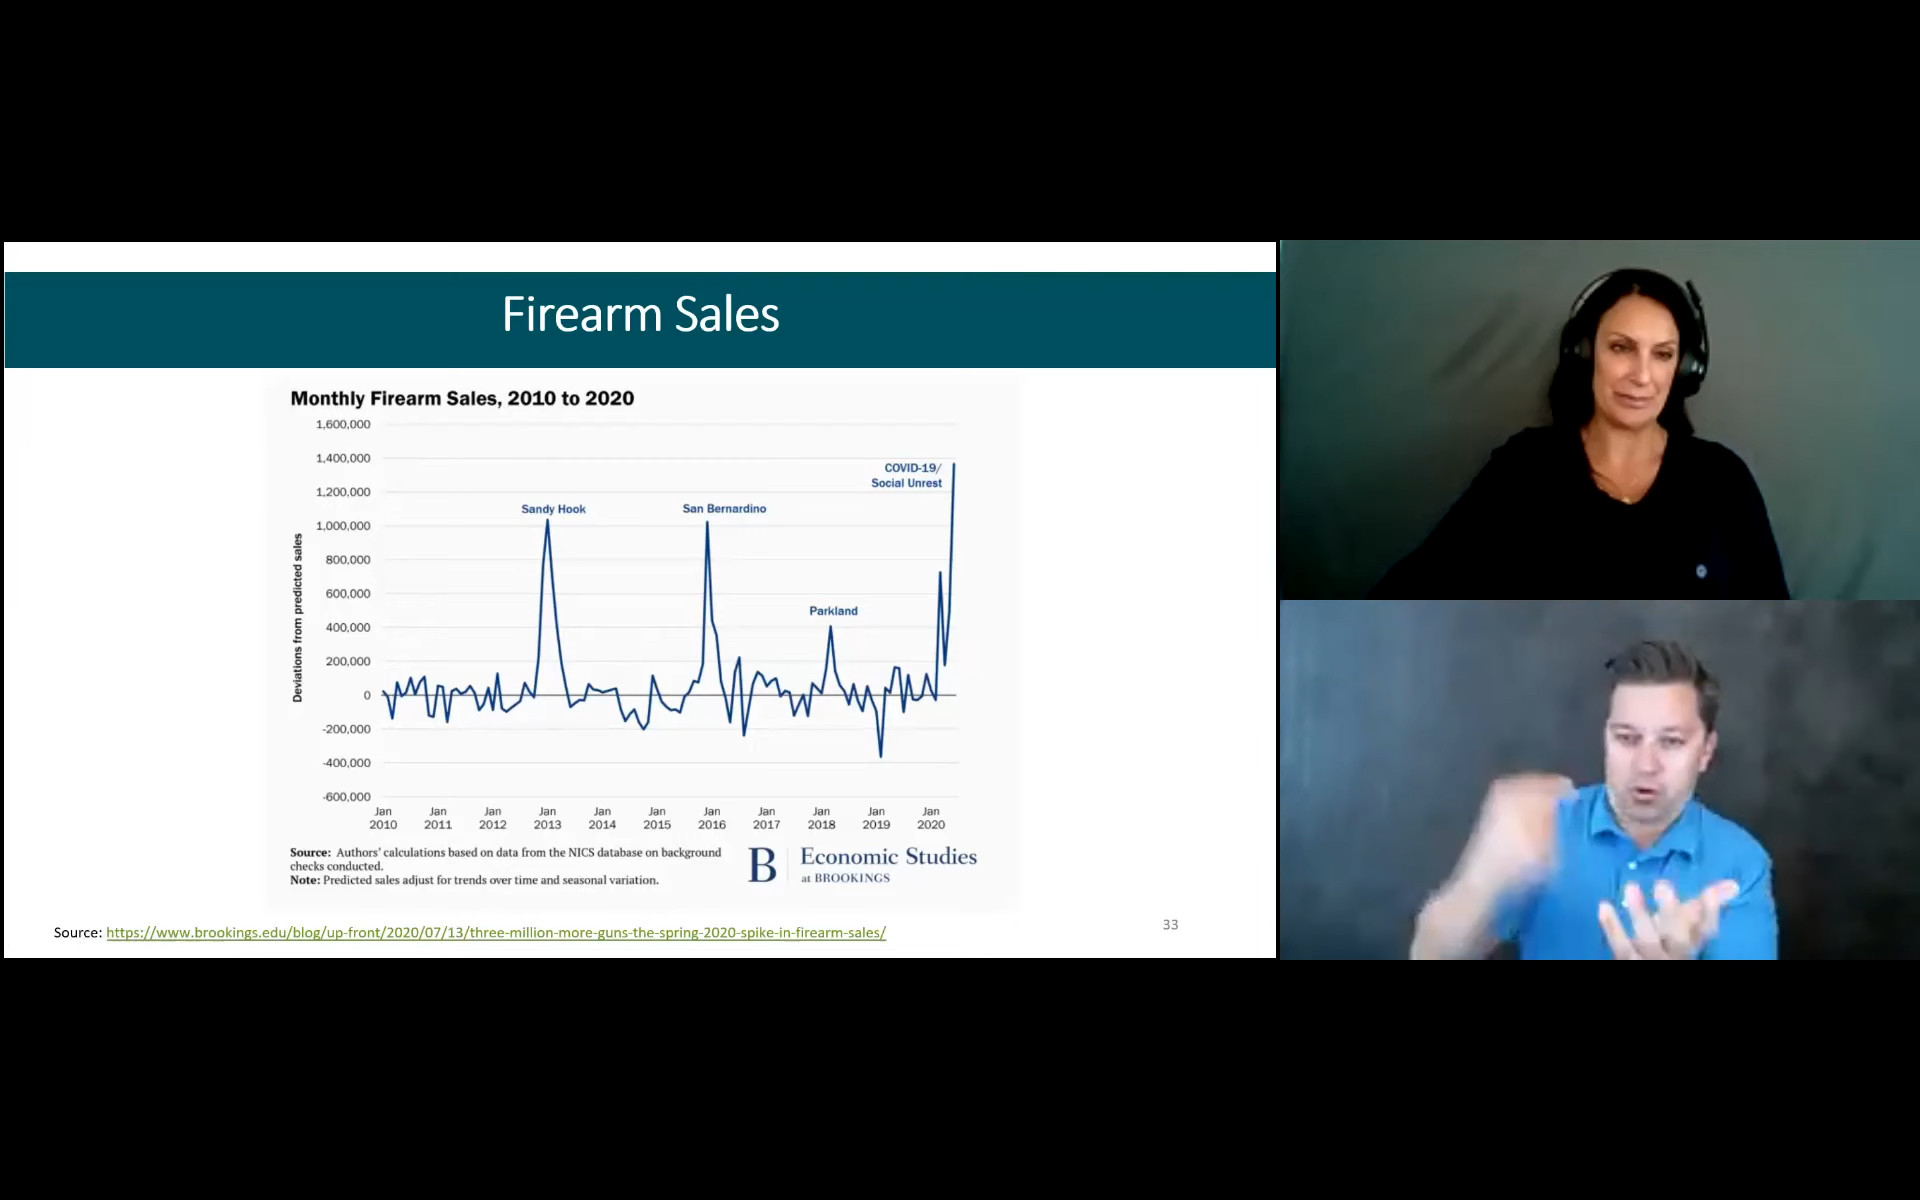 Firearm Sales
Monthly Firearm Sales, 2010 to 2020
1,600,000
1,400,000
1,200,000
1,000,000
800,000
600,000
400,000
200,000
0
-200,000
-400,000
-600,000
Deviations from predicted sales
Sandy Hook
San Bernardino
Parkland
COVID-19/
Social Unrest
Jan Jan Jan Jan Jan Jan Jan Jan Jan Jan Jan
2010 2011 2012 2013 2014 2015 2016 2017 2018 2019 2020
Source: Authors' calculations based on data from the NICS database on background
checks conducted.
Note: Predicted sales adjust for trends over time and seasonal variation.
B Economic Studies
at BROOKINGS
Source: https://www.brookings.edu/blog/up-front/2020/07/13/three-million-more-guns-the-spring-2020-spike-in-firearm-sales/
33